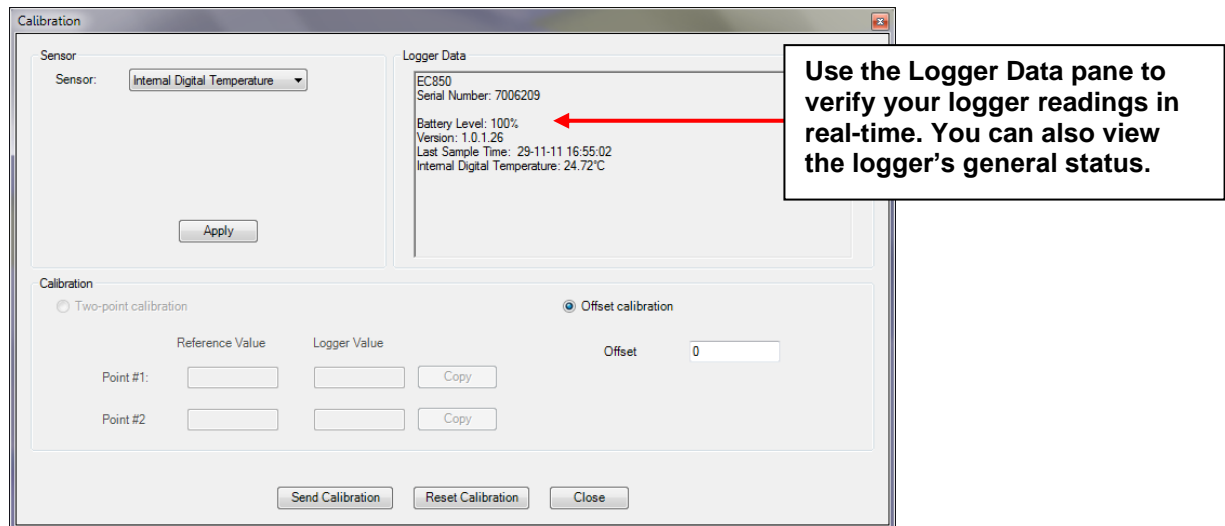 Calibration
Sensor
Sensor: Internal Digital Temperature
Apply
Logger Data
EC850
Serial Number: 7006209
Battery Level: 100%
Version: 1.0.1.26
Last Sample Time: 29-11-11 16:55:02
Internal Digital Temperature: 24.72°C
Use the Logger Data pane to
verify your logger readings in
real-time. You can also view
the logger's general status.
Calibration
Two-point calibration
Offset calibration
Reference Value Logger Value
Offset 0
Point #1: Copy
Point #2 Copy
Send Calibration Reset Calibration Close